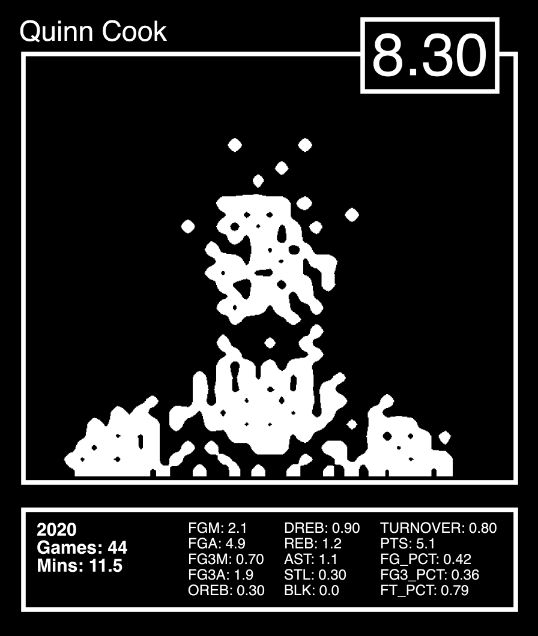 Quinn Cook
8.30
2020
Games: 44
Mins: 11.5
FGM: 2.1
FGA: 4.9
FG3M: 0.70
FG3A: 1.9
OREB: 0.30
DREB: 0.90
REB: 1.2
AST: 1.1
STL: 0.30
BLK: 0.0
TURNOVER: 0.80
PTS: 5.1
FG_PCT: 0.42
FG3_PCT: 0.36
FT_PCT: 0.79